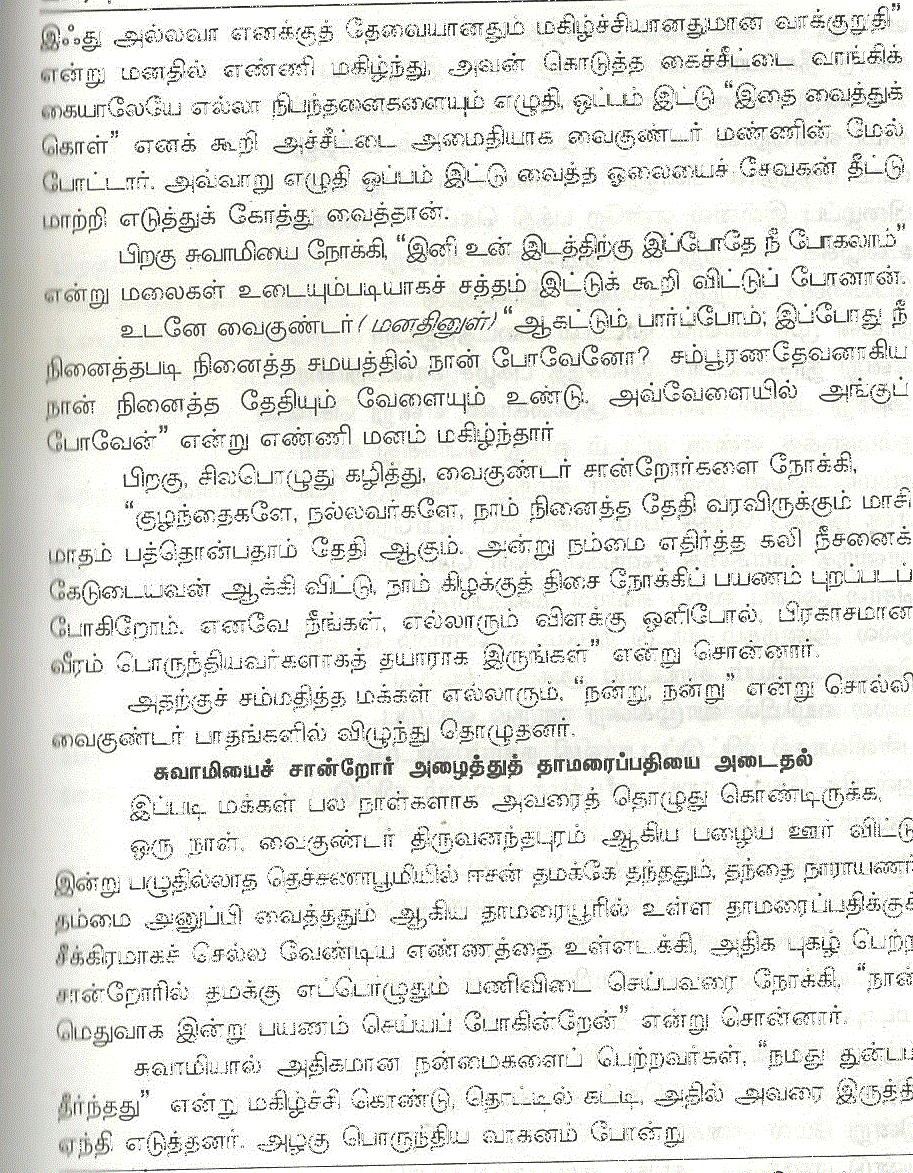 இஃது அல்லவா எனக்குத் தேவையானதும் மகிழ்ச்சியானதுமான வாக்குறுதி”
என்று மனதில் எண்ணி மகிழ்ந்து, அவன் கொடுத்த கைச்சீட்டை வாங்கிக்
கையாலேயே எல்லா நிபந்தனைகளையும் எழுதி, ஒட்டம் இட்டு “இதை வைத்துக்
கொள்” எனக் கூறி அச்சீட்டை அமைதியாக வைகுண்டர் மண்ணின் மேல்
போட்டார். அவ்வாறு எழுதி ஒப்பம் இட்டு வைத்த ஓலையைச் சேவகன் தீட்டு
மாற்றி எடுத்துக் கோத்து வைத்தான்.
பிறகு சுவாமியை நோக்கி, “இனி உன் இடத்திற்கு இப்போதே நீ போகலாம்”
என்று மலைகள் உடையும்படியாகச் சத்தம் இட்டுக் கூறி விட்டுப் போனான்.
உடனே வைகுண்டர் (மனதினுள்) “ஆகட்டும் பார்ப்போம்; இப்போது நீ
நினைத்தபடி நினைத்த சமயத்தில் நான் போவேனோ? சம்பூரணதேவனாகிய
நான் நினைத்த தேதியும் வேளையும் உண்டு. அவ்வேளையில் அங்குப்
போவேன்” என்று எண்ணி மனம் மகிழ்ந்தார்
பிறகு, சிலபொழுது கழித்து, வைகுண்டர் சான்றோர்களை நோக்கி,
“குழந்தைகளே, நல்லவர்களே, நாம் நினைத்த தேதி வரவிருக்கும் மாசி
மாதம் பத்தொன்பதாம் தேதி ஆகும். அன்று நம்மை எதிர்த்த கலி நீசனைக்
கேடுடையவன் ஆக்கி விட்டு, நாம் கிழக்குத் திசை நோக்கிப் பயணம் புறப்படப்
போகிறோம். எனவே நீங்கள், எல்லாரும் விளக்கு ஒளிபோல், பிரகாசமான
வீரம் பொருந்தியவர்களாகத் தயாராக இருங்கள்” என்று சொன்னார்.
அதற்குச் சம்மதித்த மக்கள் எல்லாரும், “நன்று, நன்று” என்று சொல்லி
வைகுண்டர் பாதங்களில் விழுந்து தொழுதனர்.
சுவாமியைச் சான்றோர் அழைத்துத் தாமரைப்பதியை அடைதல்
இப்படி மக்கள் பல நாள்களாக அவரைத் தொழுது கொண்டிருக்க,
ஒரு நாள், வைகுண்டர் திருவனந்தபுரம் ஆகிய பழைய ஊர் விட்டு
இன்று பழுதில்லாத தெச்சணாபூமியில் ஈசன் தமக்கே தந்ததும், தந்தை நாராயணர்
தம்மை அனுப்பி வைத்ததும் ஆகிய தாமரையூரில் உள்ள தாமரைப்பதிக்குச்
சீக்கிரமாகச் செல்ல வேண்டிய எண்ணத்தை உள்ளடக்கி, அதிக புகழ் பெற்ற
சான்றோரில் தமக்கு எப்பொழுதும் பணிவிடை செய்பவரை நோக்கி, “நான்
மெதுவாக இன்று பயணம் செய்யப் போகின்றேன்” என்று சொன்னார்.
சுவாமியால் அதிகமான நன்மைகளைப் பெற்றவர்கள், “நமது துன்பம்
தீர்ந்தது” என்று மகிழ்ச்சி கொண்டு, தொட்டில் கட்டி, அதில் அவரை இருத்தி
ஏந்தி எடுத்தனர். அழகு பொருந்திய வாகனம் போன்று